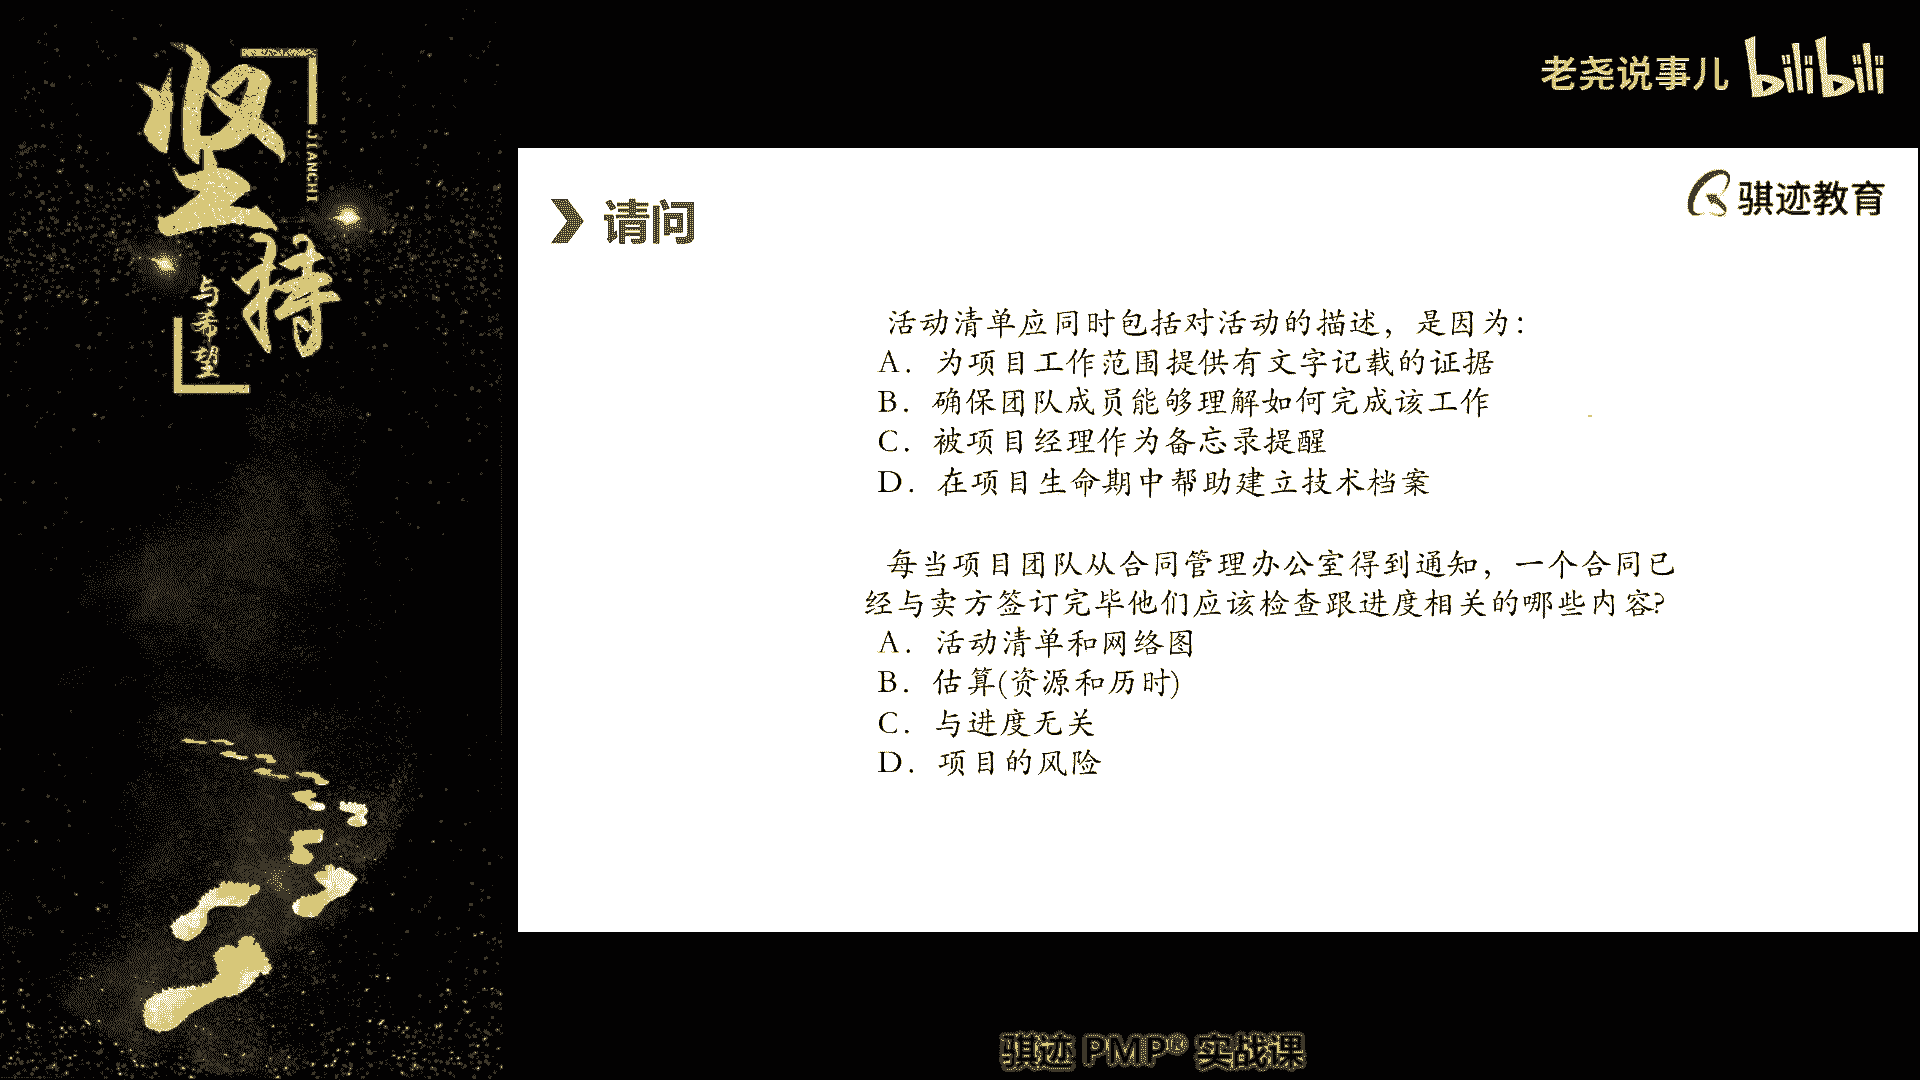 坚持
JIANCHI
与希望
老尧说事儿 bilibili
骐迹教育
请问
活动清单应同时包括对活动的描述，是因为：
A. 为项目工作范围提供有文字记载的证据
B. 确保团队成员能够理解如何完成该工作
C. 被项目经理作为备忘录提醒
D. 在项目生命期中帮助建立技术档案
每当项目团队从合同管理办公室得到通知，一个合同已
经与卖方签订完毕他们应该检查跟进度相关的哪些内容?
A. 活动清单和网络图
B. 估算(资源和历时)
C. 与进度无关
D. 项目的风险
骐迹 PMP® 实战课